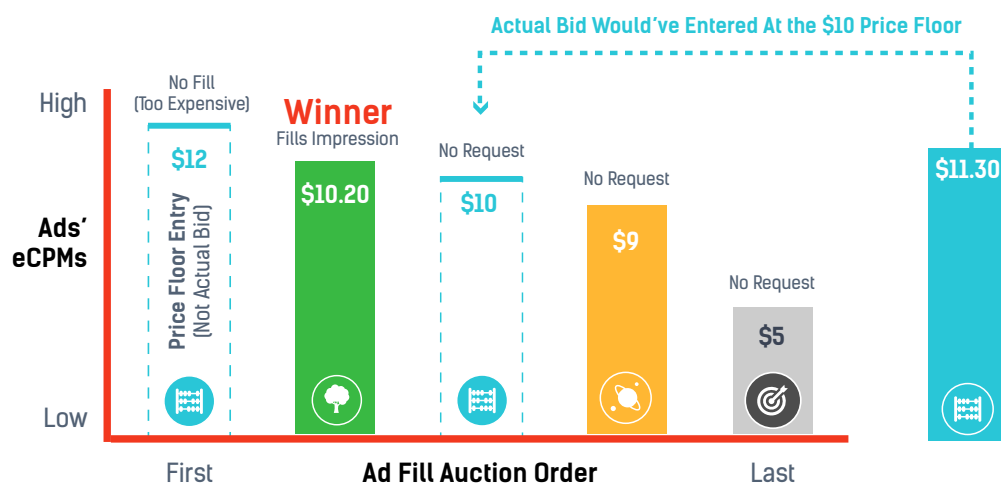 Actual Bid Would've Entered At the $10 Price Floor
High
No Fill
(Too Expensive)
$12
Price Floor Entry
(Not Actual Bid)
Winner
Fills Impression
$10.20
No Request
$10
No Request
$9
No Request
$5
$11.30
Ads'
eCPMs
Low
First
Ad Fill Auction Order
Last